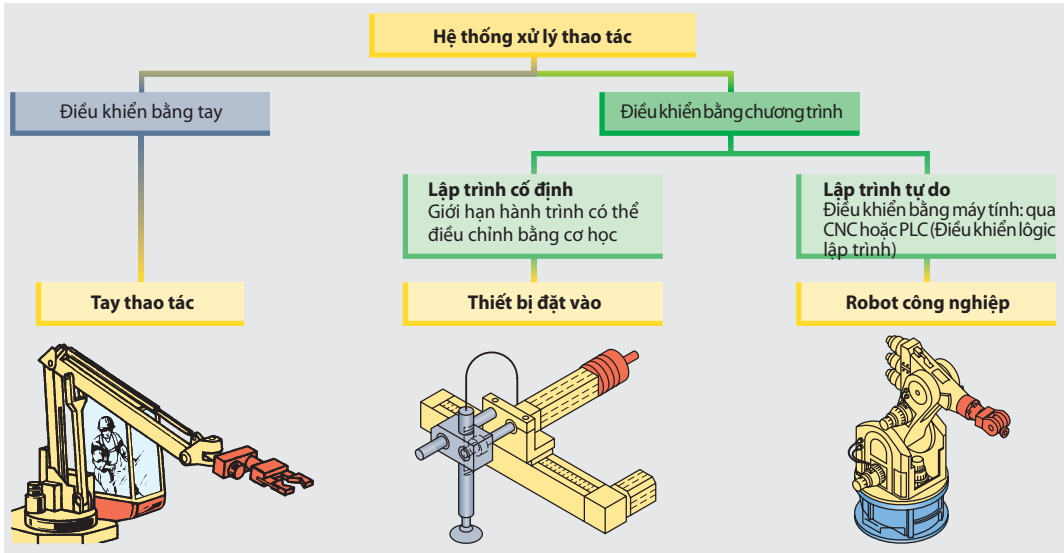 Hệ thống xử lý thao tác
Điều khiển bằng tay
Điều khiển bằng chương trình
Lập trình cố định
Giới hạn hành trình có thể
điều chỉnh bằng cơ học
Lập trình tự do
Điều khiển bằng máy tính: qua
CNC hoặc PLC (Điều khiển lôgic
lập trình)
Tay thao tác
Thiết bị đặt vào
Robot công nghiệp